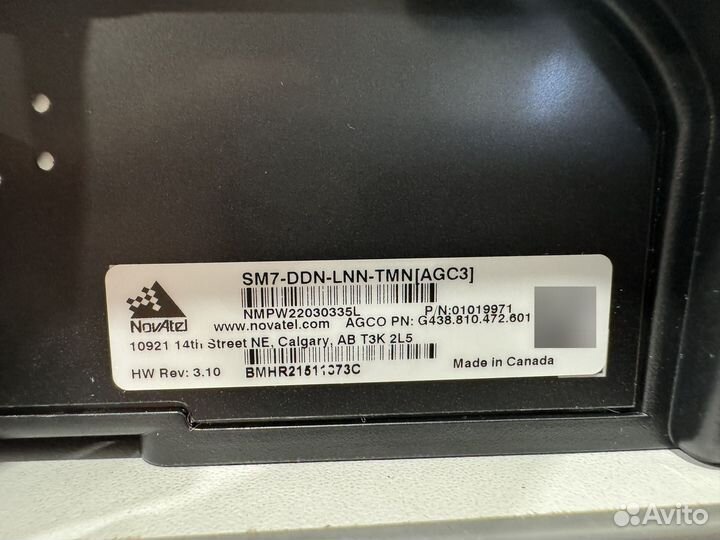 SM7-DDN-LNN-TMN[AGC3]
NMPW22030335L P/N:01019971
NovAtel www.novatel.com AGCO PN: G438.810.472.601
10921 14th Street NE, Calgary, AB T3K 2L5
HW Rev: 3.10 BMHR21511373C Made in Canada
Avito